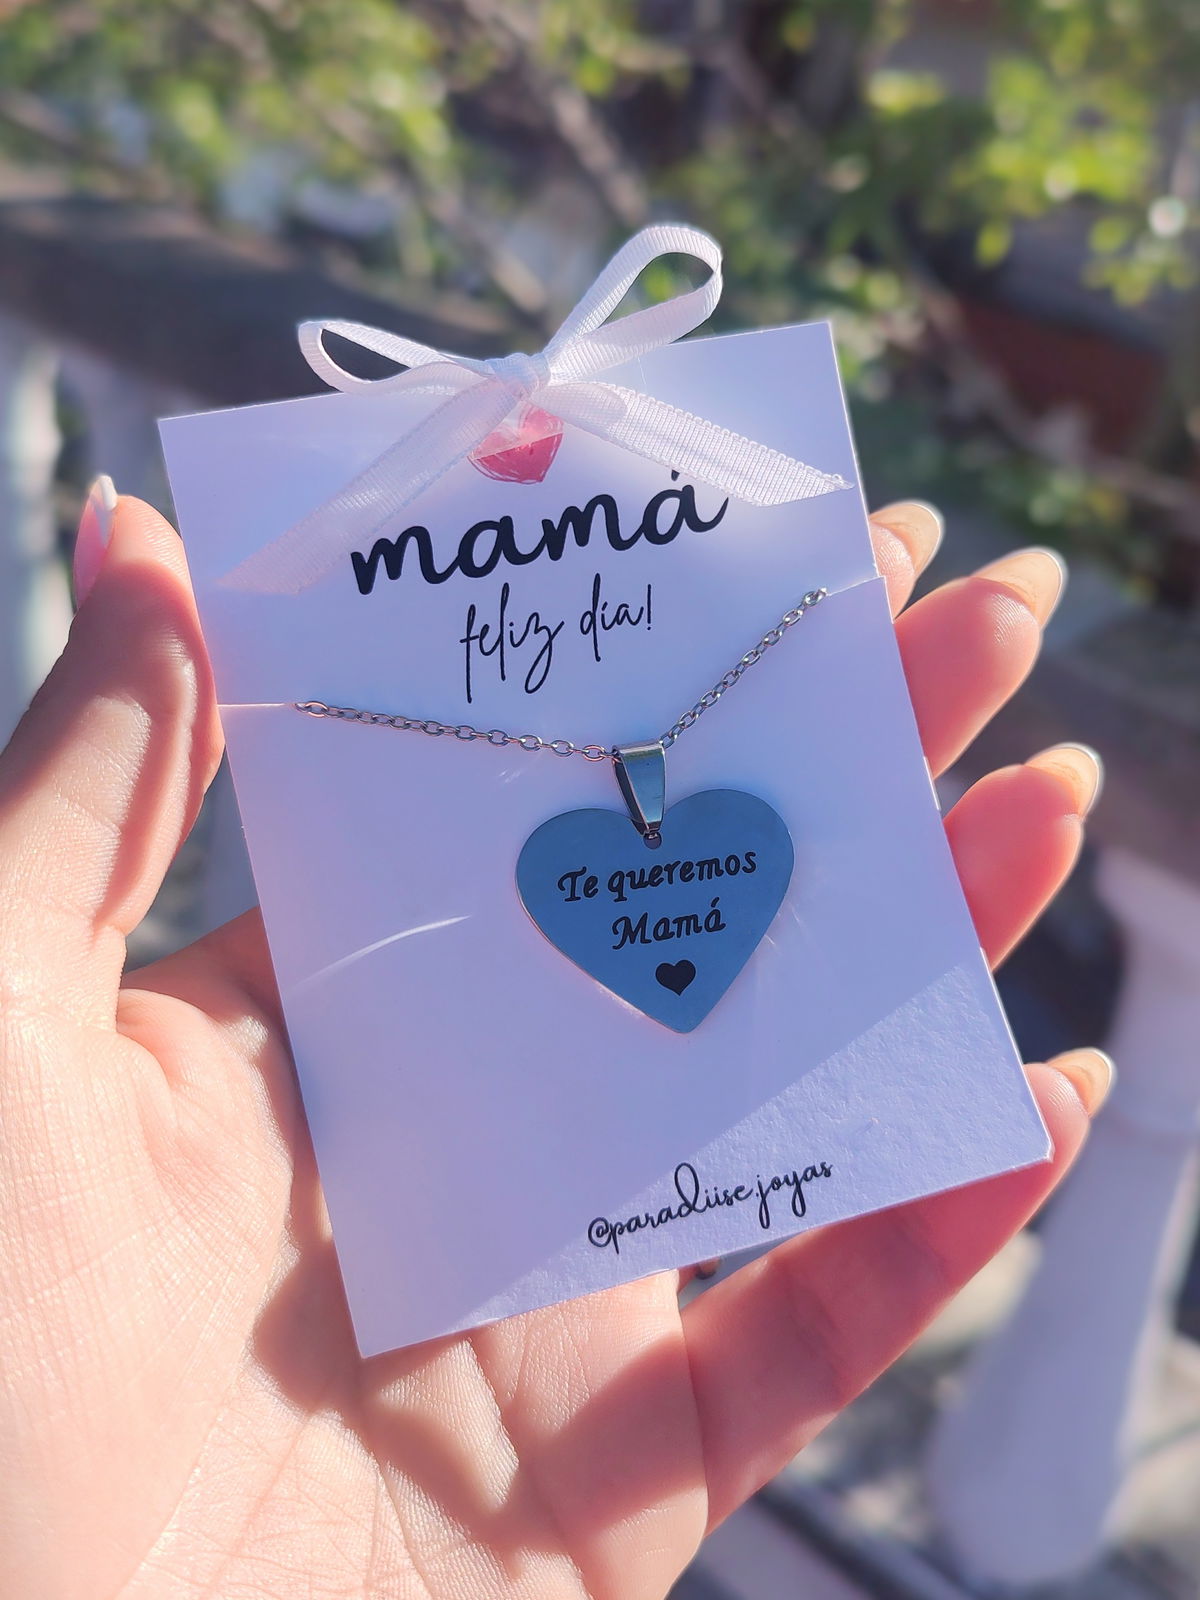 mamá
feliz día!
Te queremos
Mamá
@paradiise.joyas